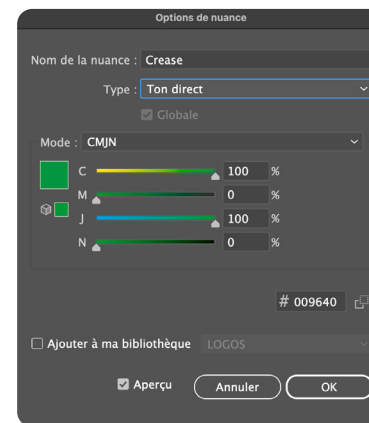 Options de nuance
Nom de la nuance : Crease
Type : Ton direct
Globale
Mode : CMJN
C 100 %
M 0 %
J 100 %
N 0 %
# 009640
Ajouter à ma bibliothèque LOGOS
Aperçu Annuler OK